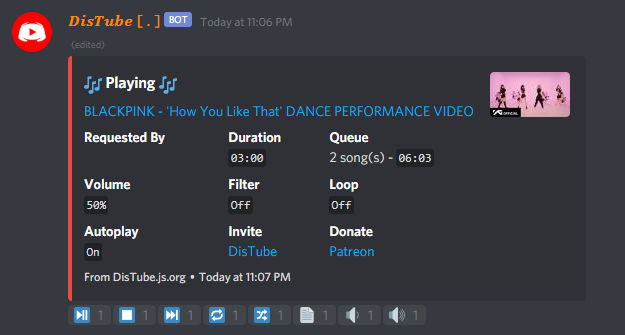 DisTube [ . ] BOT Today at 11:06 PM
(edited)
Playing
BLACKPINK - 'How You Like That' DANCE PERFORMANCE VIDEO
YG OFFICIAL
Requested By Duration Queue
03:00 2 song(s) - 06:03
Volume Filter Loop
50% Off Off
Autoplay Invite Donate
On DisTube Patreon
From DisTube.js.org • Today at 11:07 PM
1 1 1 1 1 1 1 1